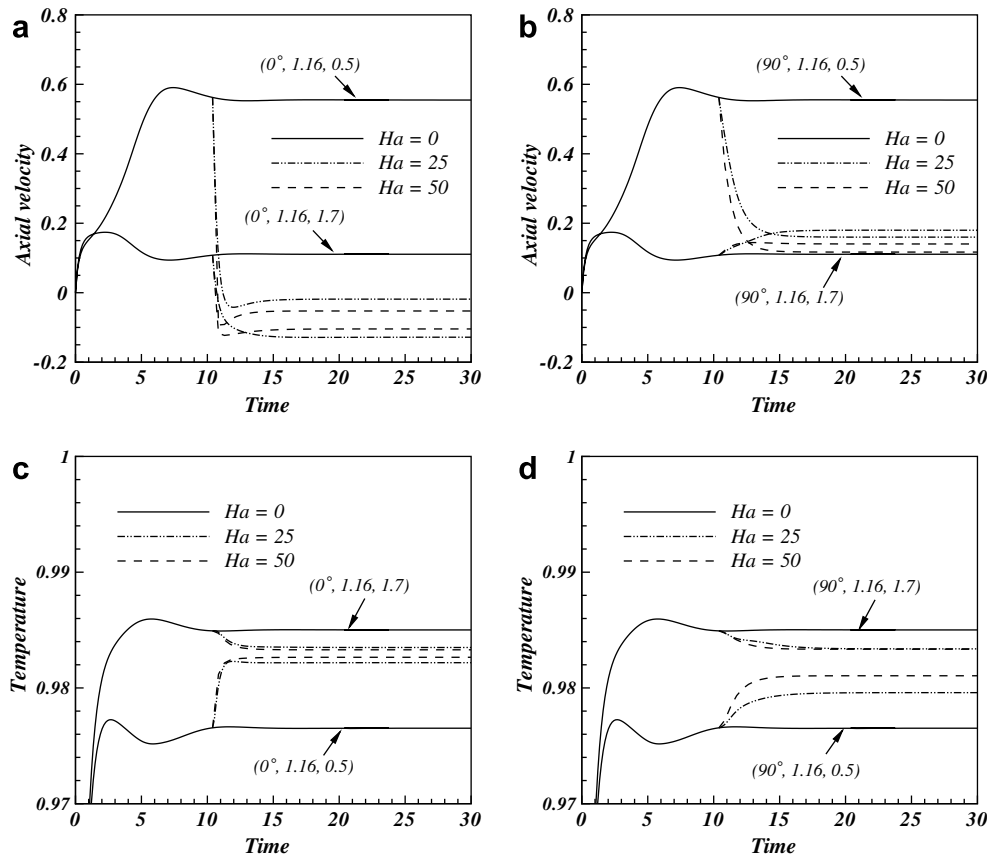 a
0.8
0.6
0.4
0.2
0
-0.2
Axial velocity
(0°, 1.16, 0.5)
Ha = 0
Ha = 25
Ha = 50
(0°, 1.16, 1.7)
0 5 10 15 20 25 30
Time
b
0.8
0.6
0.4
0.2
0
-0.2
Axial velocity
(90°, 1.16, 0.5)
Ha = 0
Ha = 25
Ha = 50
(90°, 1.16, 1.7)
0 5 10 15 20 25 30
Time
c
1
0.99
0.98
0.97
Temperature
Ha = 0
Ha = 25
Ha = 50
(0°, 1.16, 1.7)
(0°, 1.16, 0.5)
0 5 10 15 20 25 30
Time
d
1
0.99
0.98
0.97
Temperature
Ha = 0
Ha = 25
Ha = 50
(90°, 1.16, 1.7)
(90°, 1.16, 0.5)
0 5 10 15 20 25 30
Time